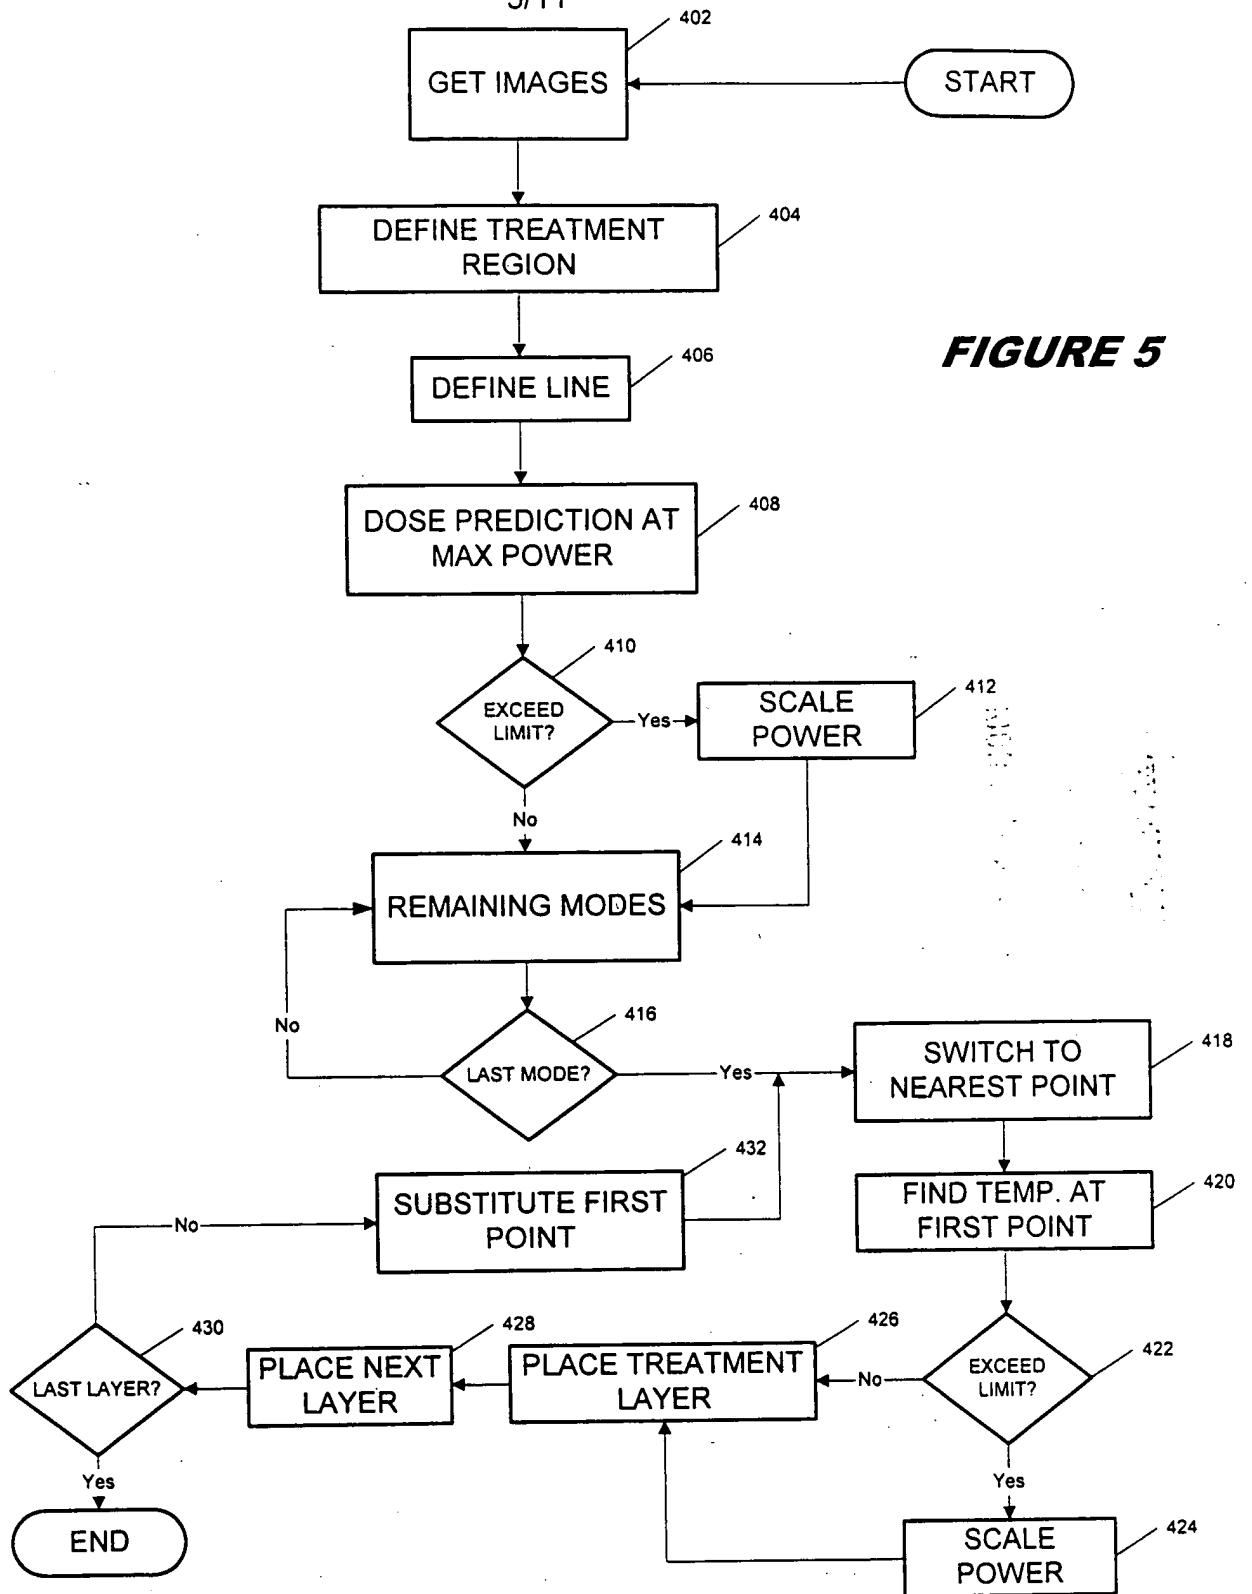 402
GET IMAGES
START
404
DEFINE TREATMENT
REGION
FIGURE 5
406
DEFINE LINE
408
DOSE PREDICTION AT
MAX POWER
410
EXCEED
LIMIT?
Yes
412
SCALE
POWER
No
414
REMAINING MODES
No
416
LAST MODE?
Yes
418
SWITCH TO
NEAREST POINT
432
SUBSTITUTE FIRST
POINT
420
FIND TEMP. AT
FIRST POINT
No
430
LAST LAYER?
428
PLACE NEXT
LAYER
426
PLACE TREATMENT
LAYER
No
422
EXCEED
LIMIT?
Yes
Yes
END
424
SCALE
POWER